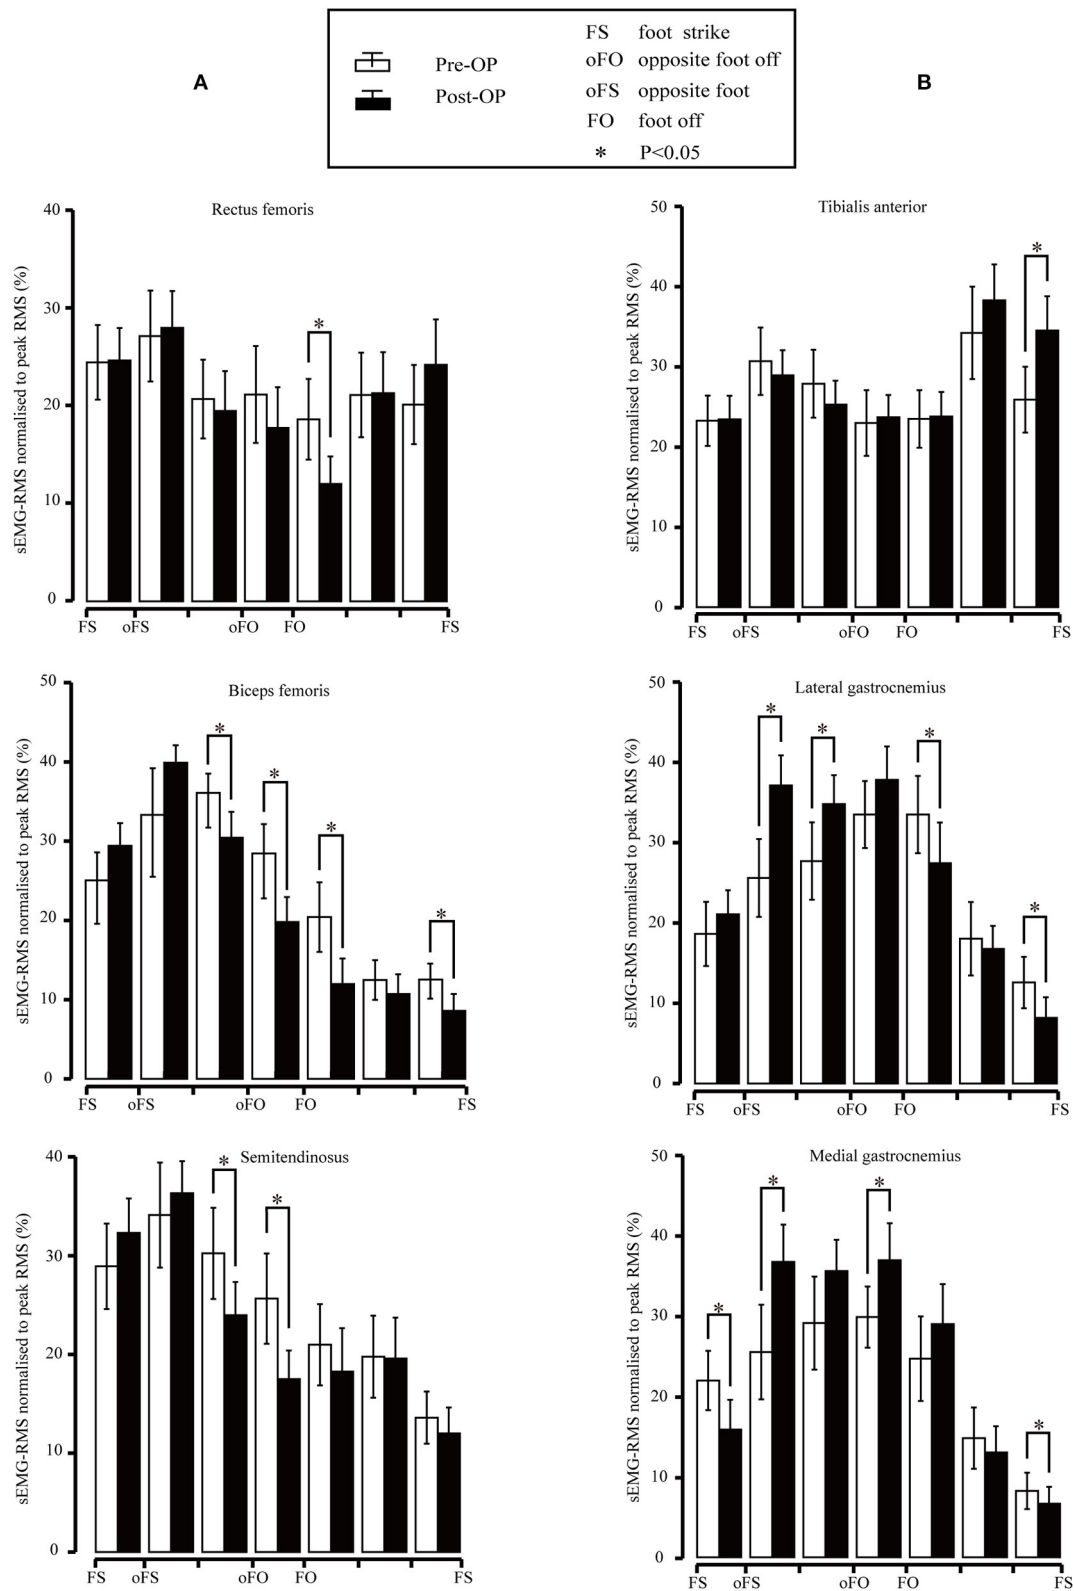 A
B
Pre-OP
Post-OP
FS foot strike
oFO opposite foot off
oFS opposite foot
FO foot off
* P<0.05
Rectus femoris
sEMG-RMS normalised to peak RMS (%)
40
30
20
10
0
*
FS oFS oFO FO FS
Tibialis anterior
sEMG-RMS normalised to peak RMS (%)
50
40
30
20
10
0
*
FS oFS oFO FO FS
Biceps femoris
sEMG-RMS normalised to peak RMS (%)
50
40
30
20
10
0
* * * *
FS oFS oFO FO FS
Lateral gastrocnemius
sEMG-RMS normalised to peak RMS (%)
50
40
30
20
10
0
* * * *
FS oFS oFO FO FS
Semitendinosus
sEMG-RMS normalised to peak RMS (%)
40
30
20
10
0
* *
FS oFS oFO FO FS
Medial gastrocnemius
sEMG-RMS normalised to peak RMS (%)
50
40
30
20
10
0
* * * *
FS oFS oFO FO FS